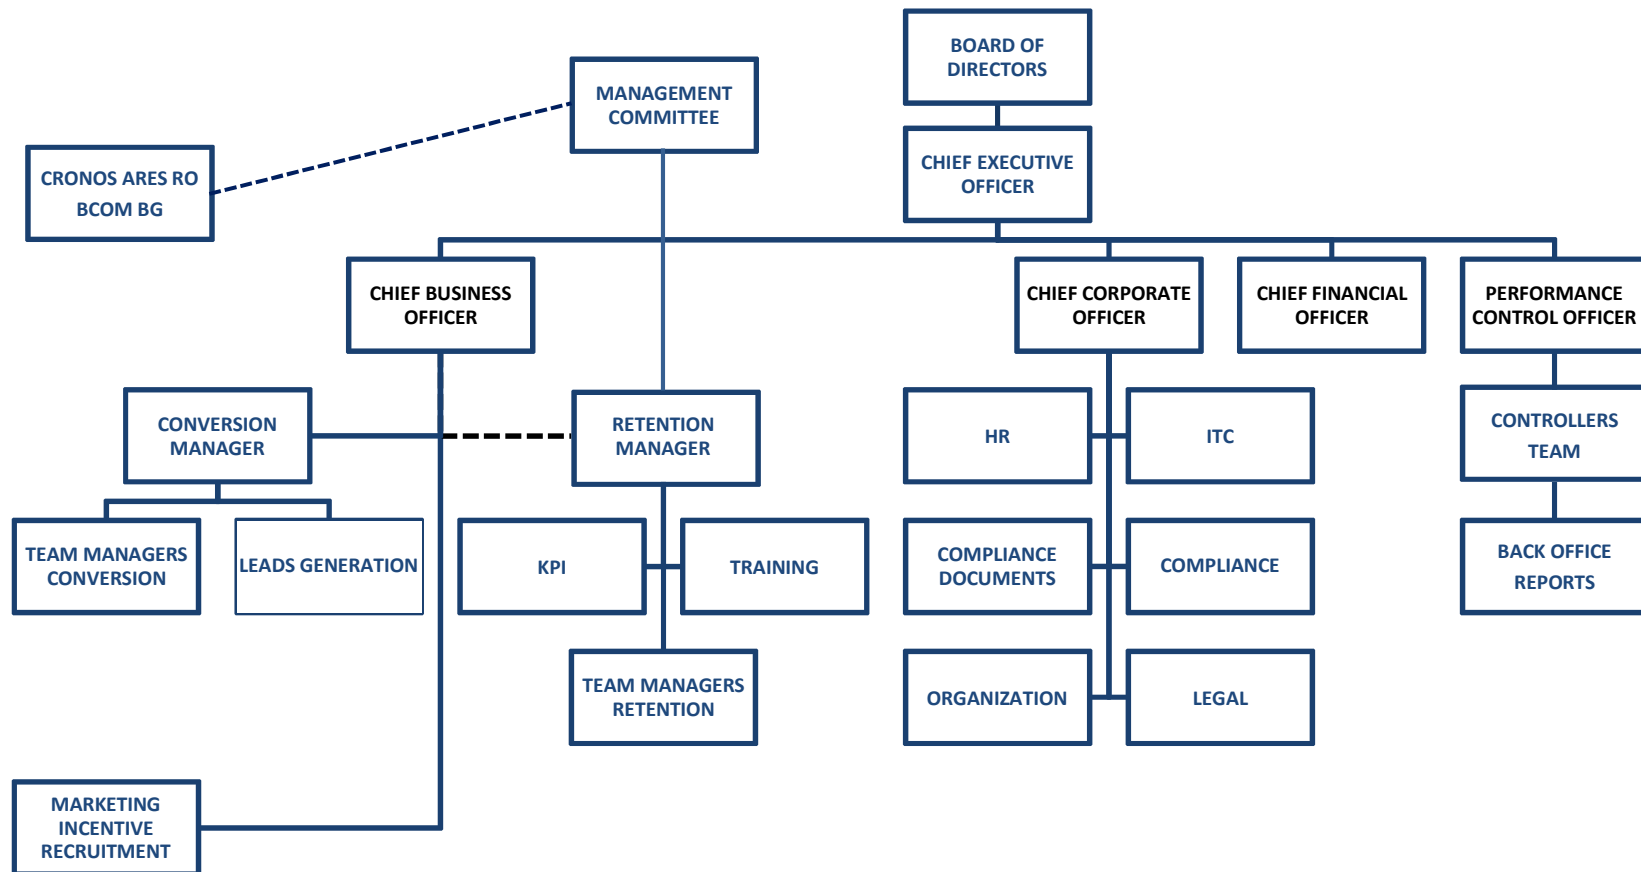 BOARD OF
DIRECTORS
MANAGEMENT
COMMITTEE
CHIEF EXECUTIVE
OFFICER
CRONOS ARES RO
BCOM BG
CHIEF BUSINESS
OFFICER
CHIEF CORPORATE
OFFICER
CHIEF FINANCIAL
OFFICER
PERFORMANCE
CONTROL OFFICER
CONVERSION
MANAGER
RETENTION
MANAGER
HR
ITC
CONTROLLERS
TEAM
TEAM MANAGERS
CONVERSION
LEADS GENERATION
KPI
TRAINING
COMPLIANCE
DOCUMENTS
COMPLIANCE
BACK OFFICE
REPORTS
TEAM MANAGERS
RETENTION
ORGANIZATION
LEGAL
MARKETING
INCENTIVE
RECRUITMENT